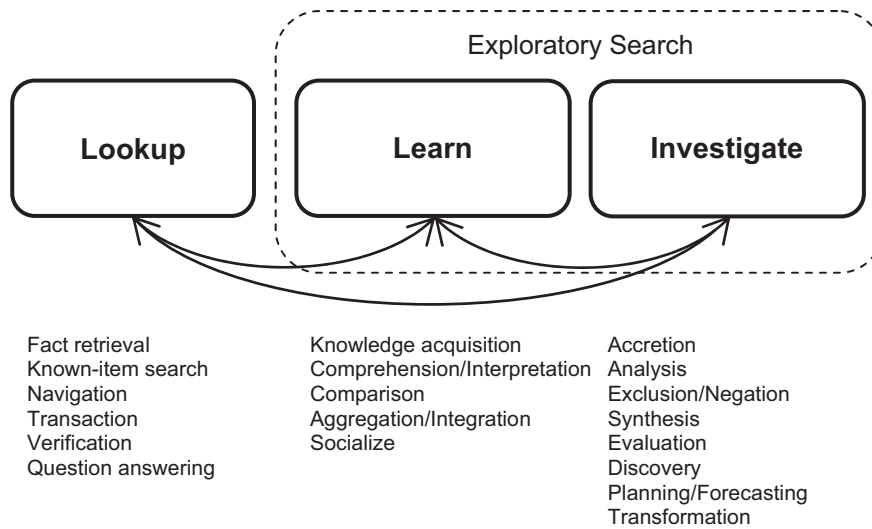 Exploratory Search
Lookup
Learn
Investigate
Fact retrieval
Known-item search
Navigation
Transaction
Verification
Question answering
Knowledge acquisition
Comprehension/Interpretation
Comparison
Aggregation/Integration
Socialize
Accretion
Analysis
Exclusion/Negation
Synthesis
Evaluation
Discovery
Planning/Forecasting
Transformation